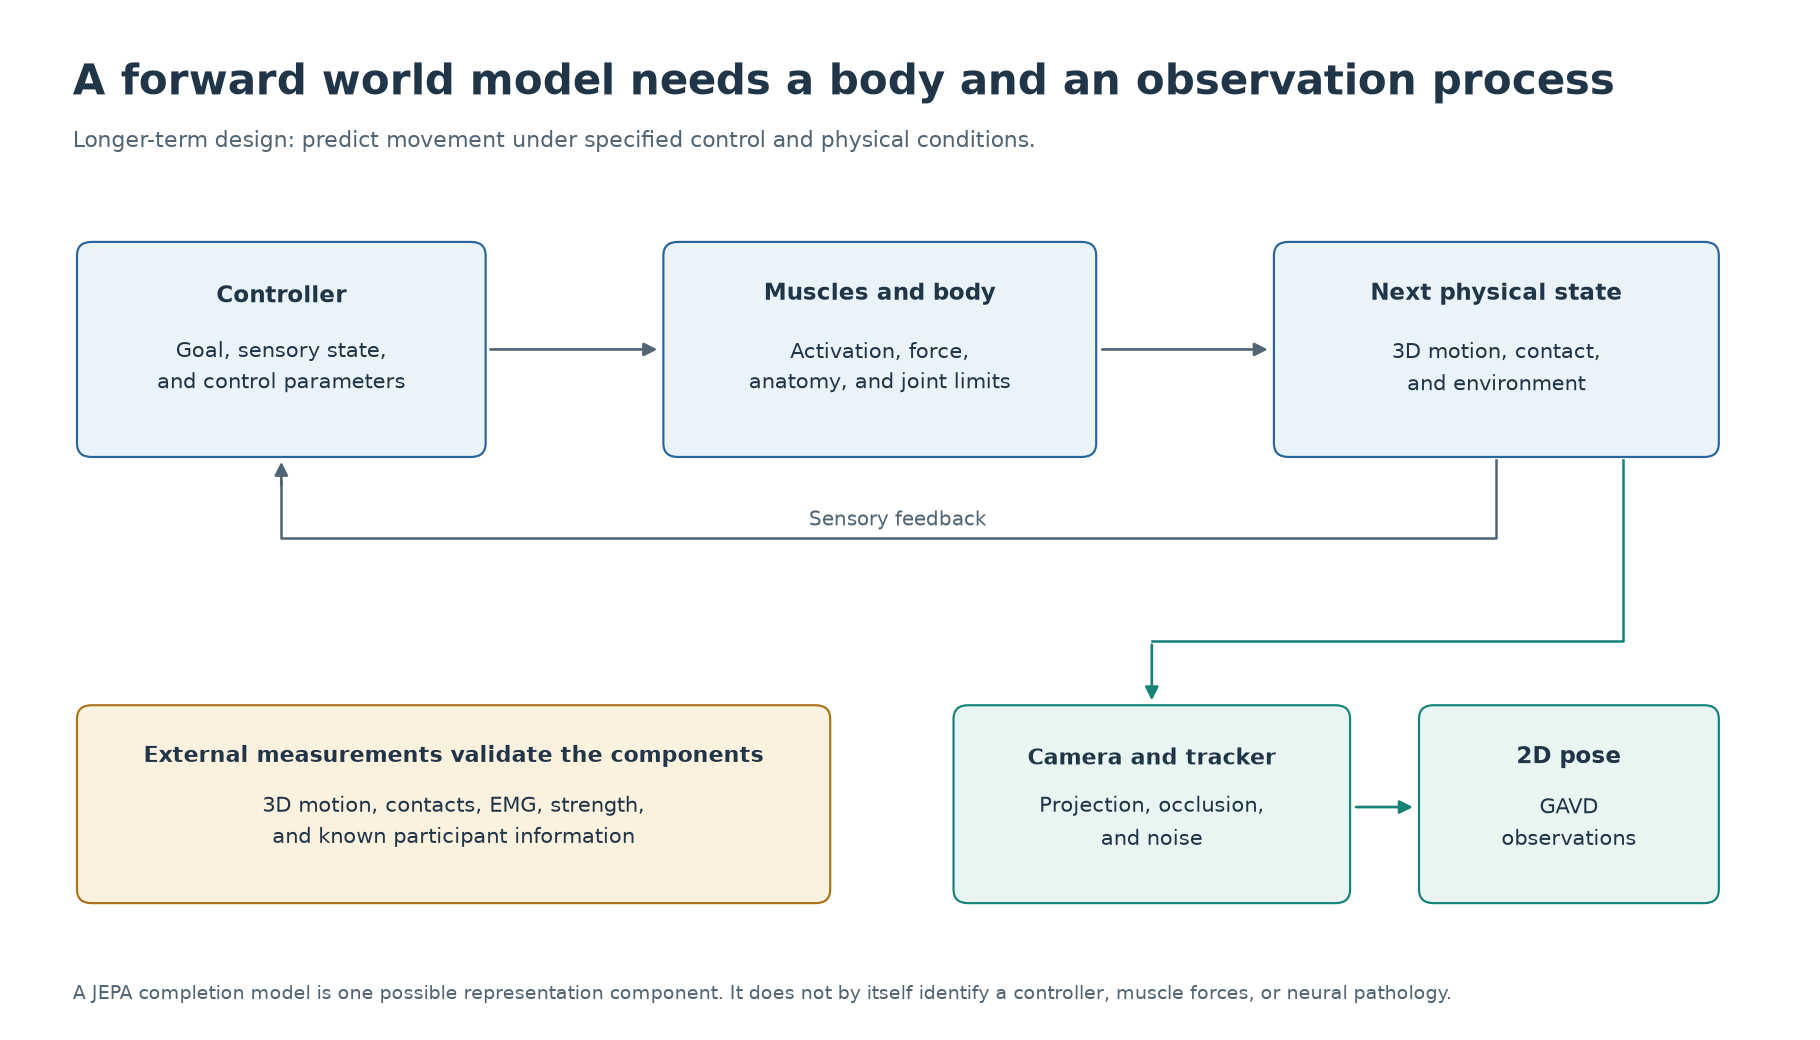 A forward world model needs a body and an observation process
Longer-term design: predict movement under specified control and physical conditions.
Controller
Goal, sensory state,
and control parameters
Muscles and body
Activation, force,
anatomy, and joint limits
Next physical state
3D motion, contact,
and environment
Sensory feedback
External measurements validate the components
3D motion, contacts, EMG, strength,
and known participant information
Camera and tracker
Projection, occlusion,
and noise
2D pose
GAVD
observations
A JEPA completion model is one possible representation component. It does not by itself identify a controller, muscle forces, or neural pathology.